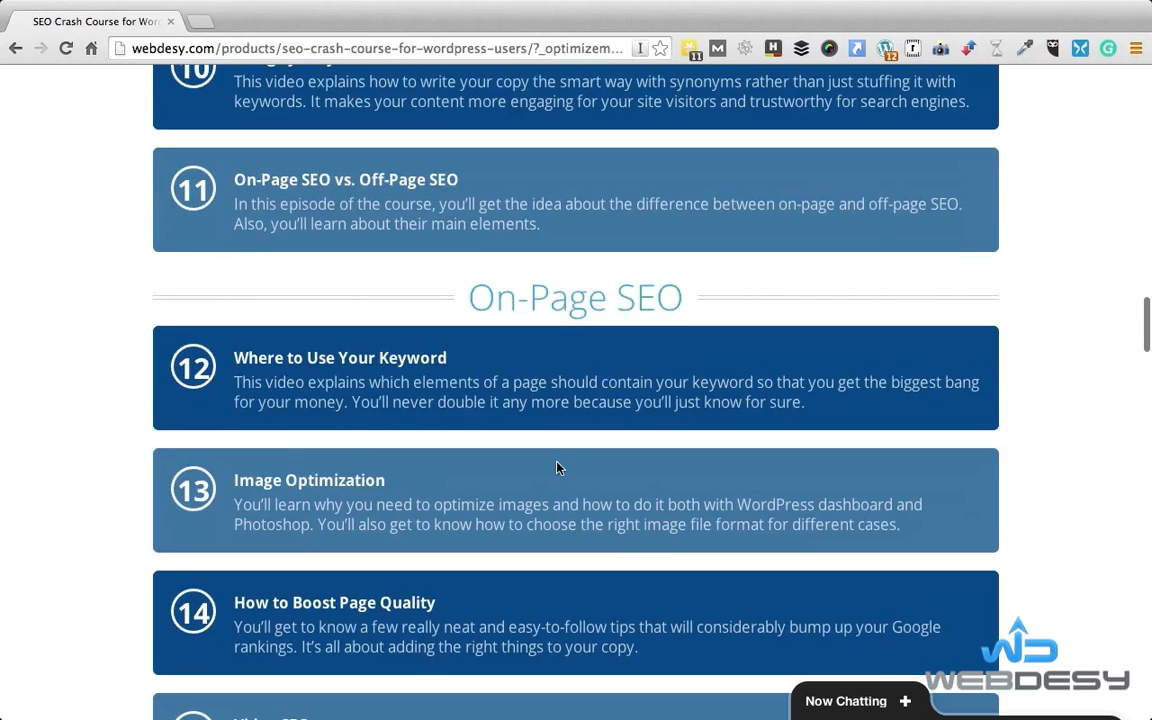 SEO Crash Course for Wor
webdesy.com/products/seo-crash-course-for-wordpress-users/?_optimizem...
11
12
10
This video explains how to write your copy the smart way with synonyms rather than just stuffing it with
keywords. It makes your content more engaging for your site visitors and trustworthy for search engines.
11
On-Page SEO vs. Off-Page SEO
In this episode of the course, you'll get the idea about the difference between on-page and off-page SEO.
Also, you'll learn about their main elements.
On-Page SEO
12
Where to Use Your Keyword
This video explains which elements of a page should contain your keyword so that you get the biggest bang
for your money. You'll never double it any more because you'll just know for sure.
13
Image Optimization
You'll learn why you need to optimize images and how to do it both with WordPress dashboard and
Photoshop. You'll also get to know how to choose the right image file format for different cases.
14
How to Boost Page Quality
You'll get to know a few really neat and easy-to-follow tips that will considerably bump up your Google
rankings. It's all about adding the right things to your copy.
WEBDESY
Now Chatting +